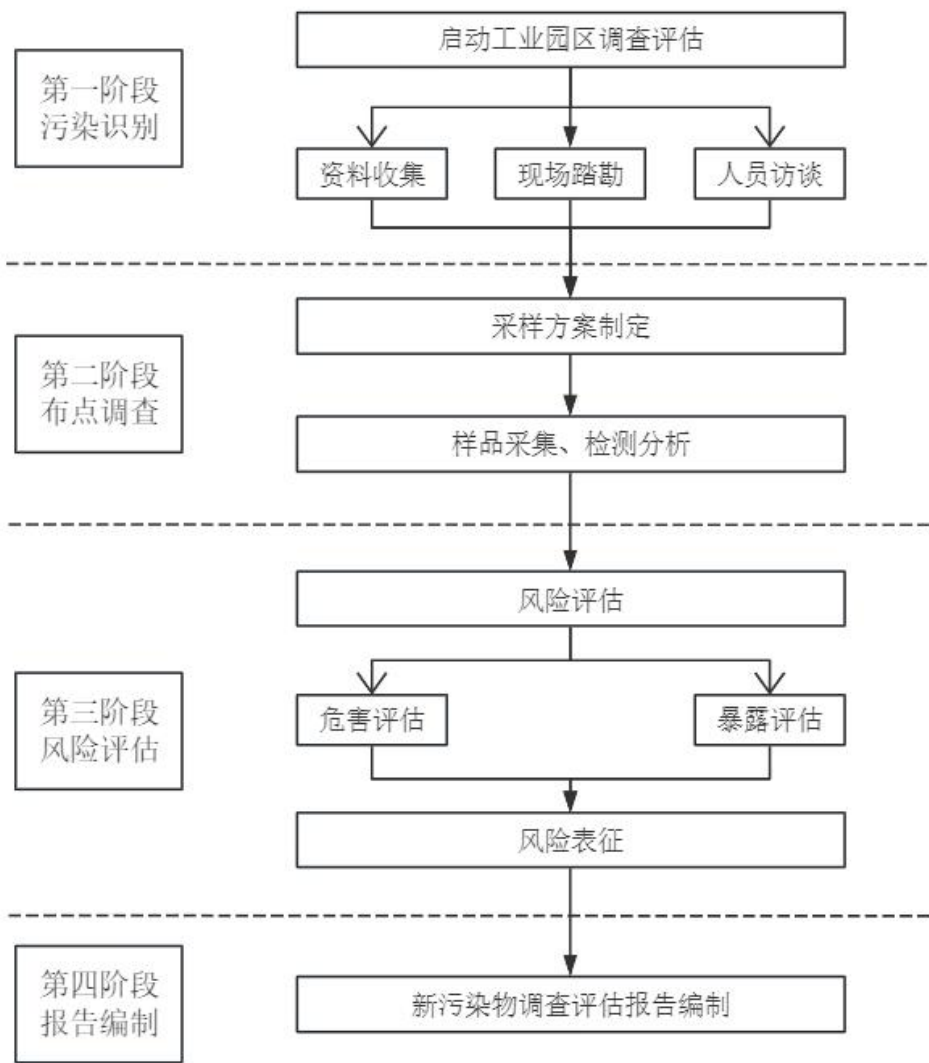 启动工业园区调查评估
第一阶段
污染识别
资料收集
现场踏勘
人员访谈
采样方案制定
第二阶段
布点调查
样品采集、检测分析
风险评估
第三阶段
风险评估
危害评估
暴露评估
风险表征
第四阶段
报告编制
新污染物调查评估报告编制